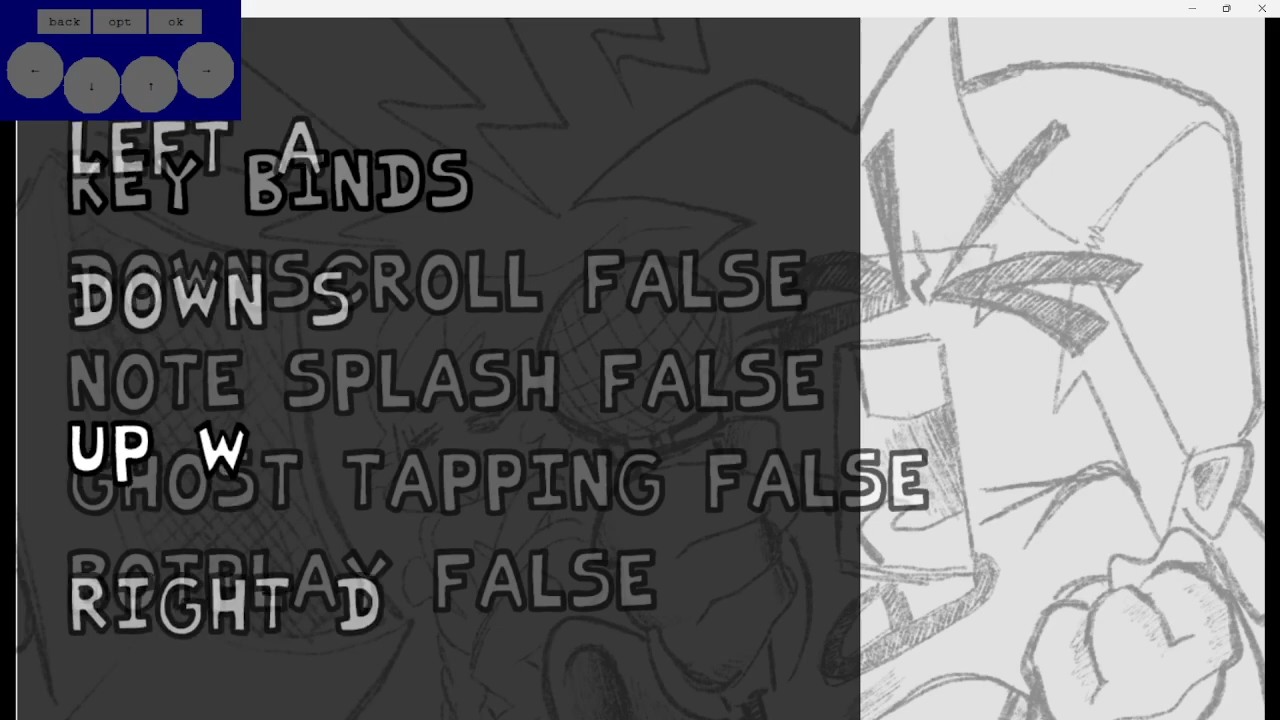 back opt ok
← ↓ ↑ →
LEFT A
KEY BINDS
DOWNSCROLL FALSE
DOWN S
NOTE SPLASH FALSE
UP W
GHOST TAPPING FALSE
BOTPLAY FALSE
RIGHT D